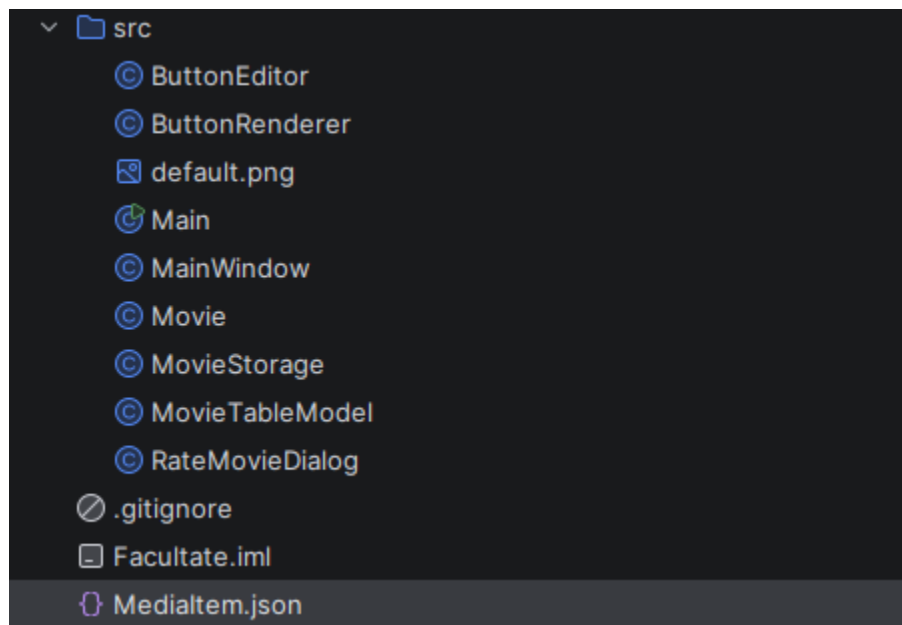 src
ButtonEditor
ButtonRenderer
default.png
Main
MainWindow
Movie
MovieStorage
MovieTableModel
RateMovieDialog
.gitignore
Facultate.iml
MediaItem.json